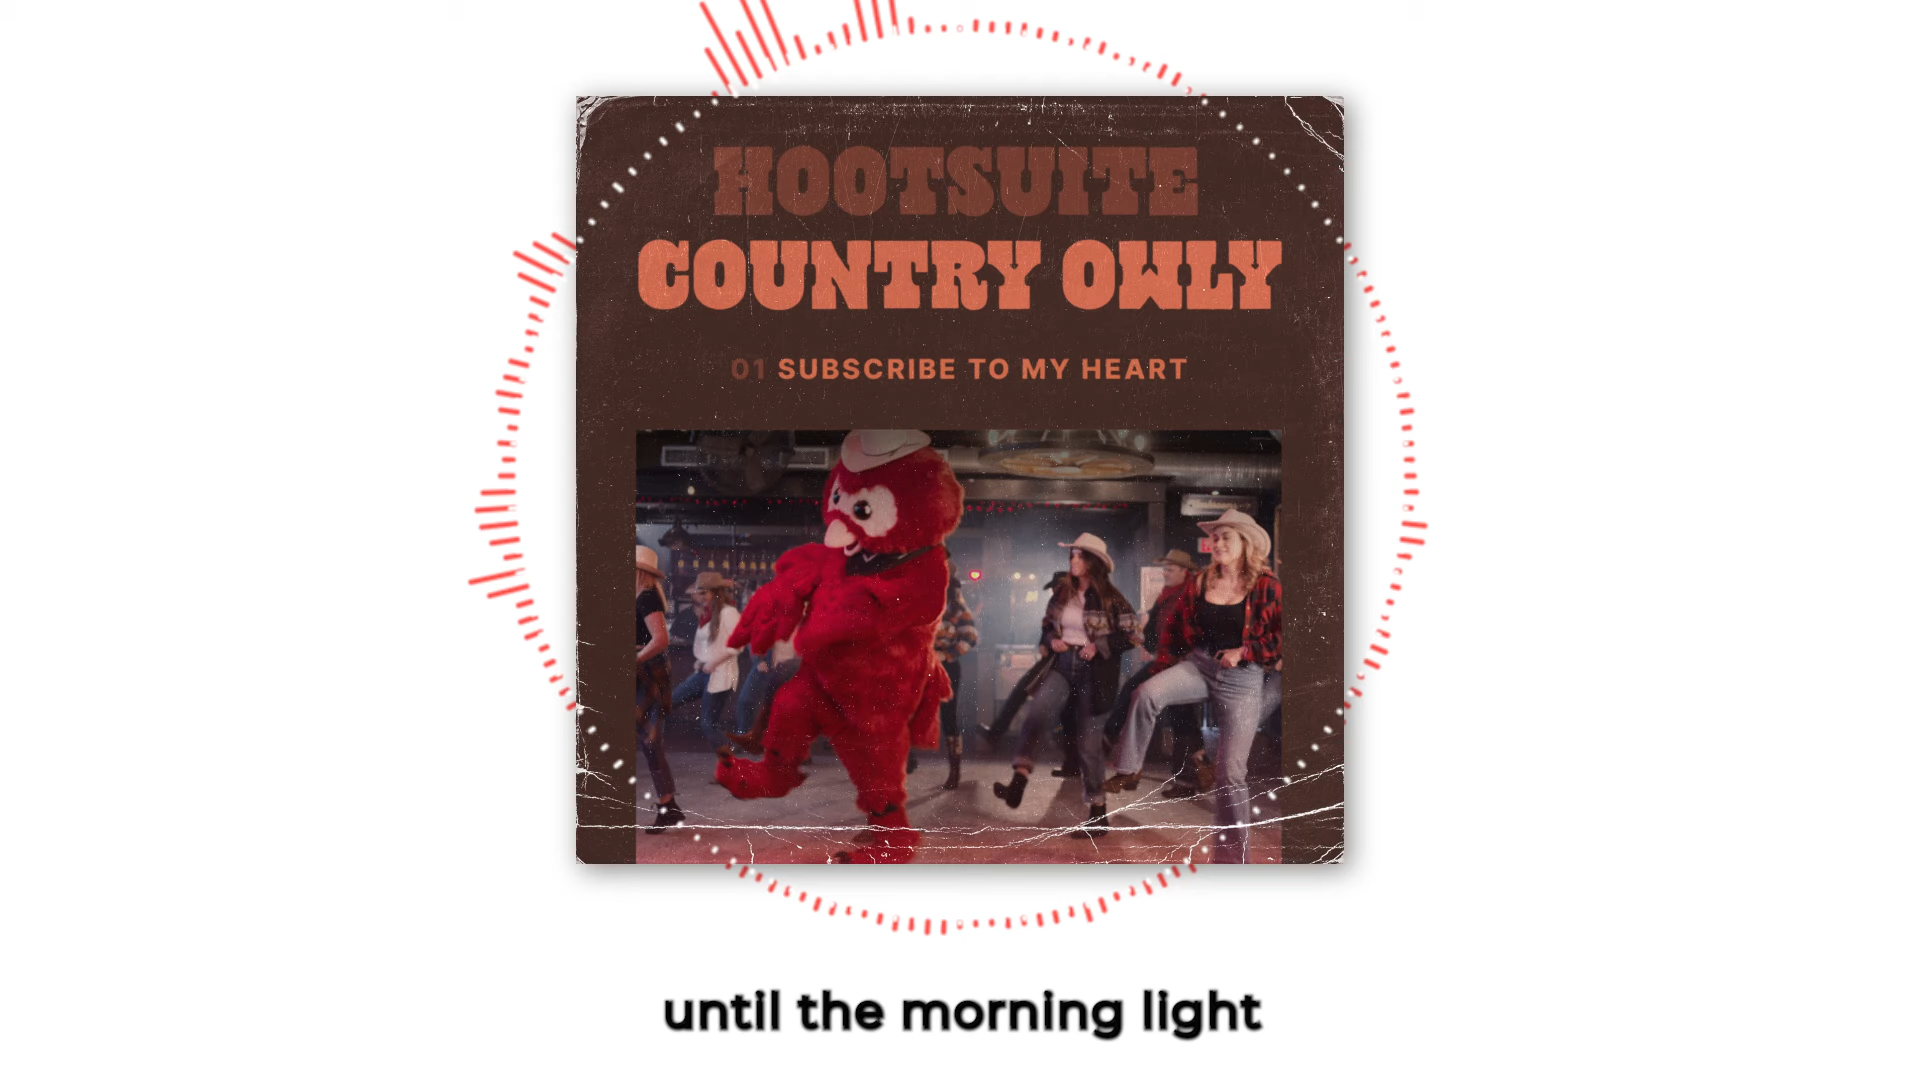 HOOTSUITE
COUNTRY OWLY
01 SUBSCRIBE TO MY HEART
until the morning light